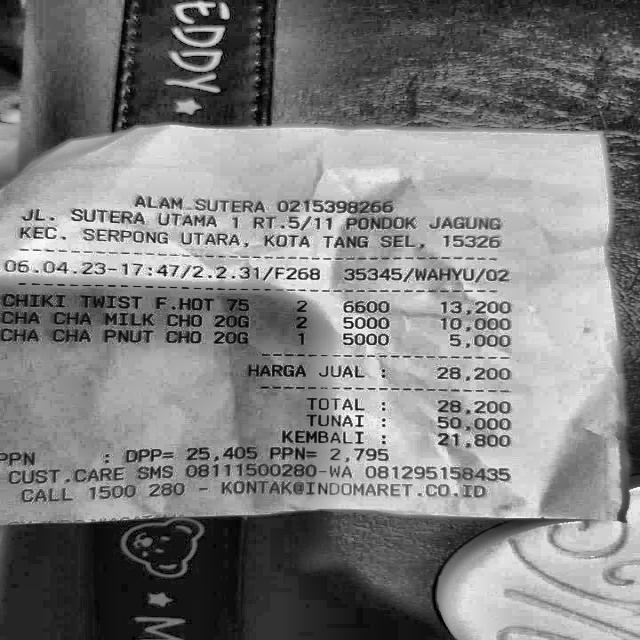 EDDY
ALAM SUTERA 0215398266
JL. SUTERA UTAMA 1 RT.5/11 PONDOK JAGUNG
KEC. SERPONG UTARA, KOTA TANG SEL, 15326
06.04.23-17:47/2.2.31/F268 35345/WAHYU/02
CHIKI TWIST F.HOT 75 2 6600 13,200
CHA CHA MILK CHO 20G 2 5000 10,000
CHA CHA PNUT CHO 20G 1 5000 5,000
HARGA JUAL : 28,200
TOTAL : 28,200
TUNAI : 50,000
KEMBALI : 21,800
PPN : DPP= 25,405 PPN= 2,795
CUST.CARE SMS 08111500280-WA 081295158435
CALL 1500 280 - KONTAK@INDOMARET.CO.ID
M